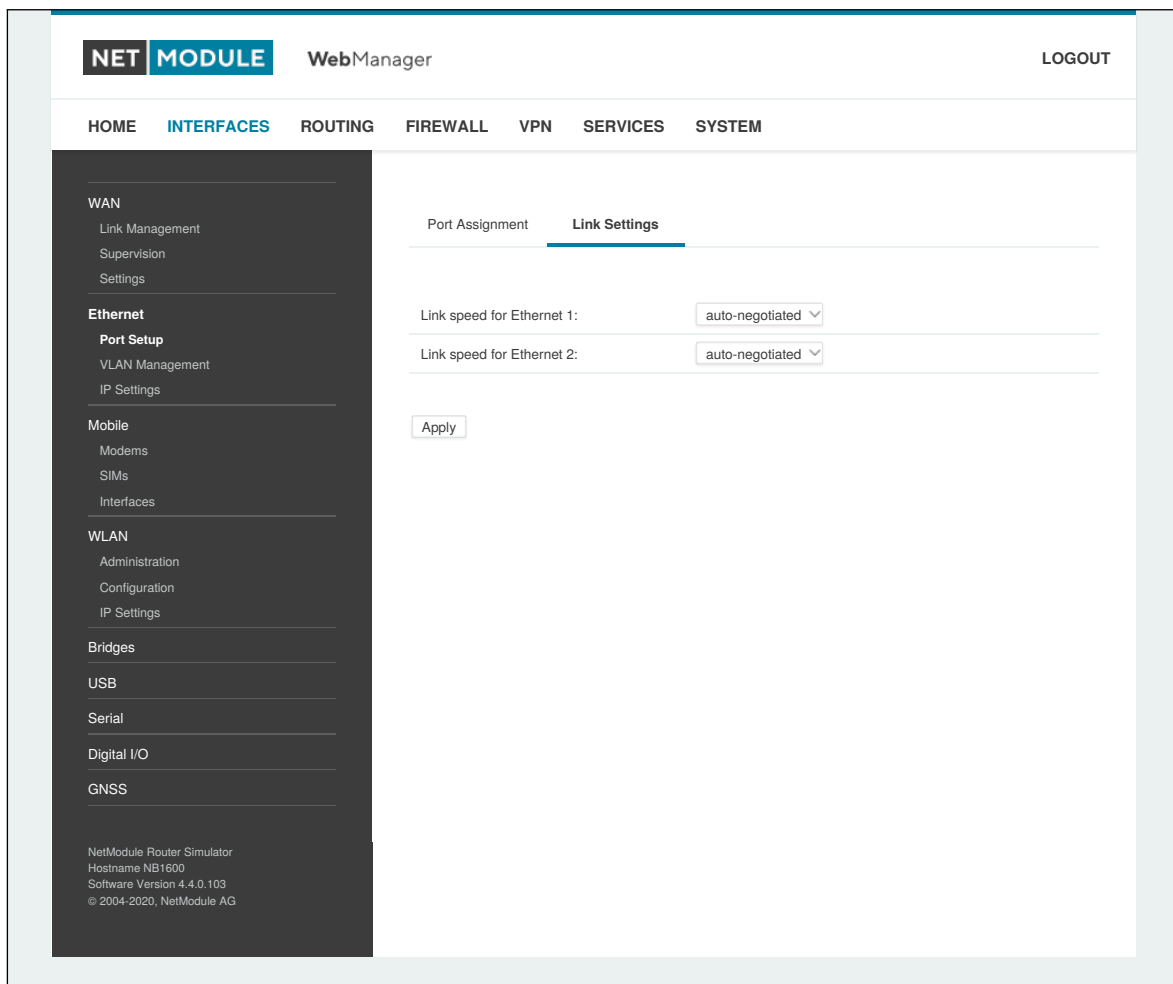 NET MODULE WebManager LOGOUT
HOME INTERFACES ROUTING FIREWALL VPN SERVICES SYSTEM
WAN
Link Management
Supervision
Settings
Ethernet
Port Setup
VLAN Management
IP Settings
Mobile
Modems
SIMs
Interfaces
WLAN
Administration
Configuration
IP Settings
Bridges
USB
Serial
Digital I/O
GNSS
NetModule Router Simulator
Hostname NB1600
Software Version 4.4.0.103
© 2004-2020, NetModule AG
Port Assignment Link Settings
Link speed for Ethernet 1: auto-negotiated
Link speed for Ethernet 2: auto-negotiated
Apply